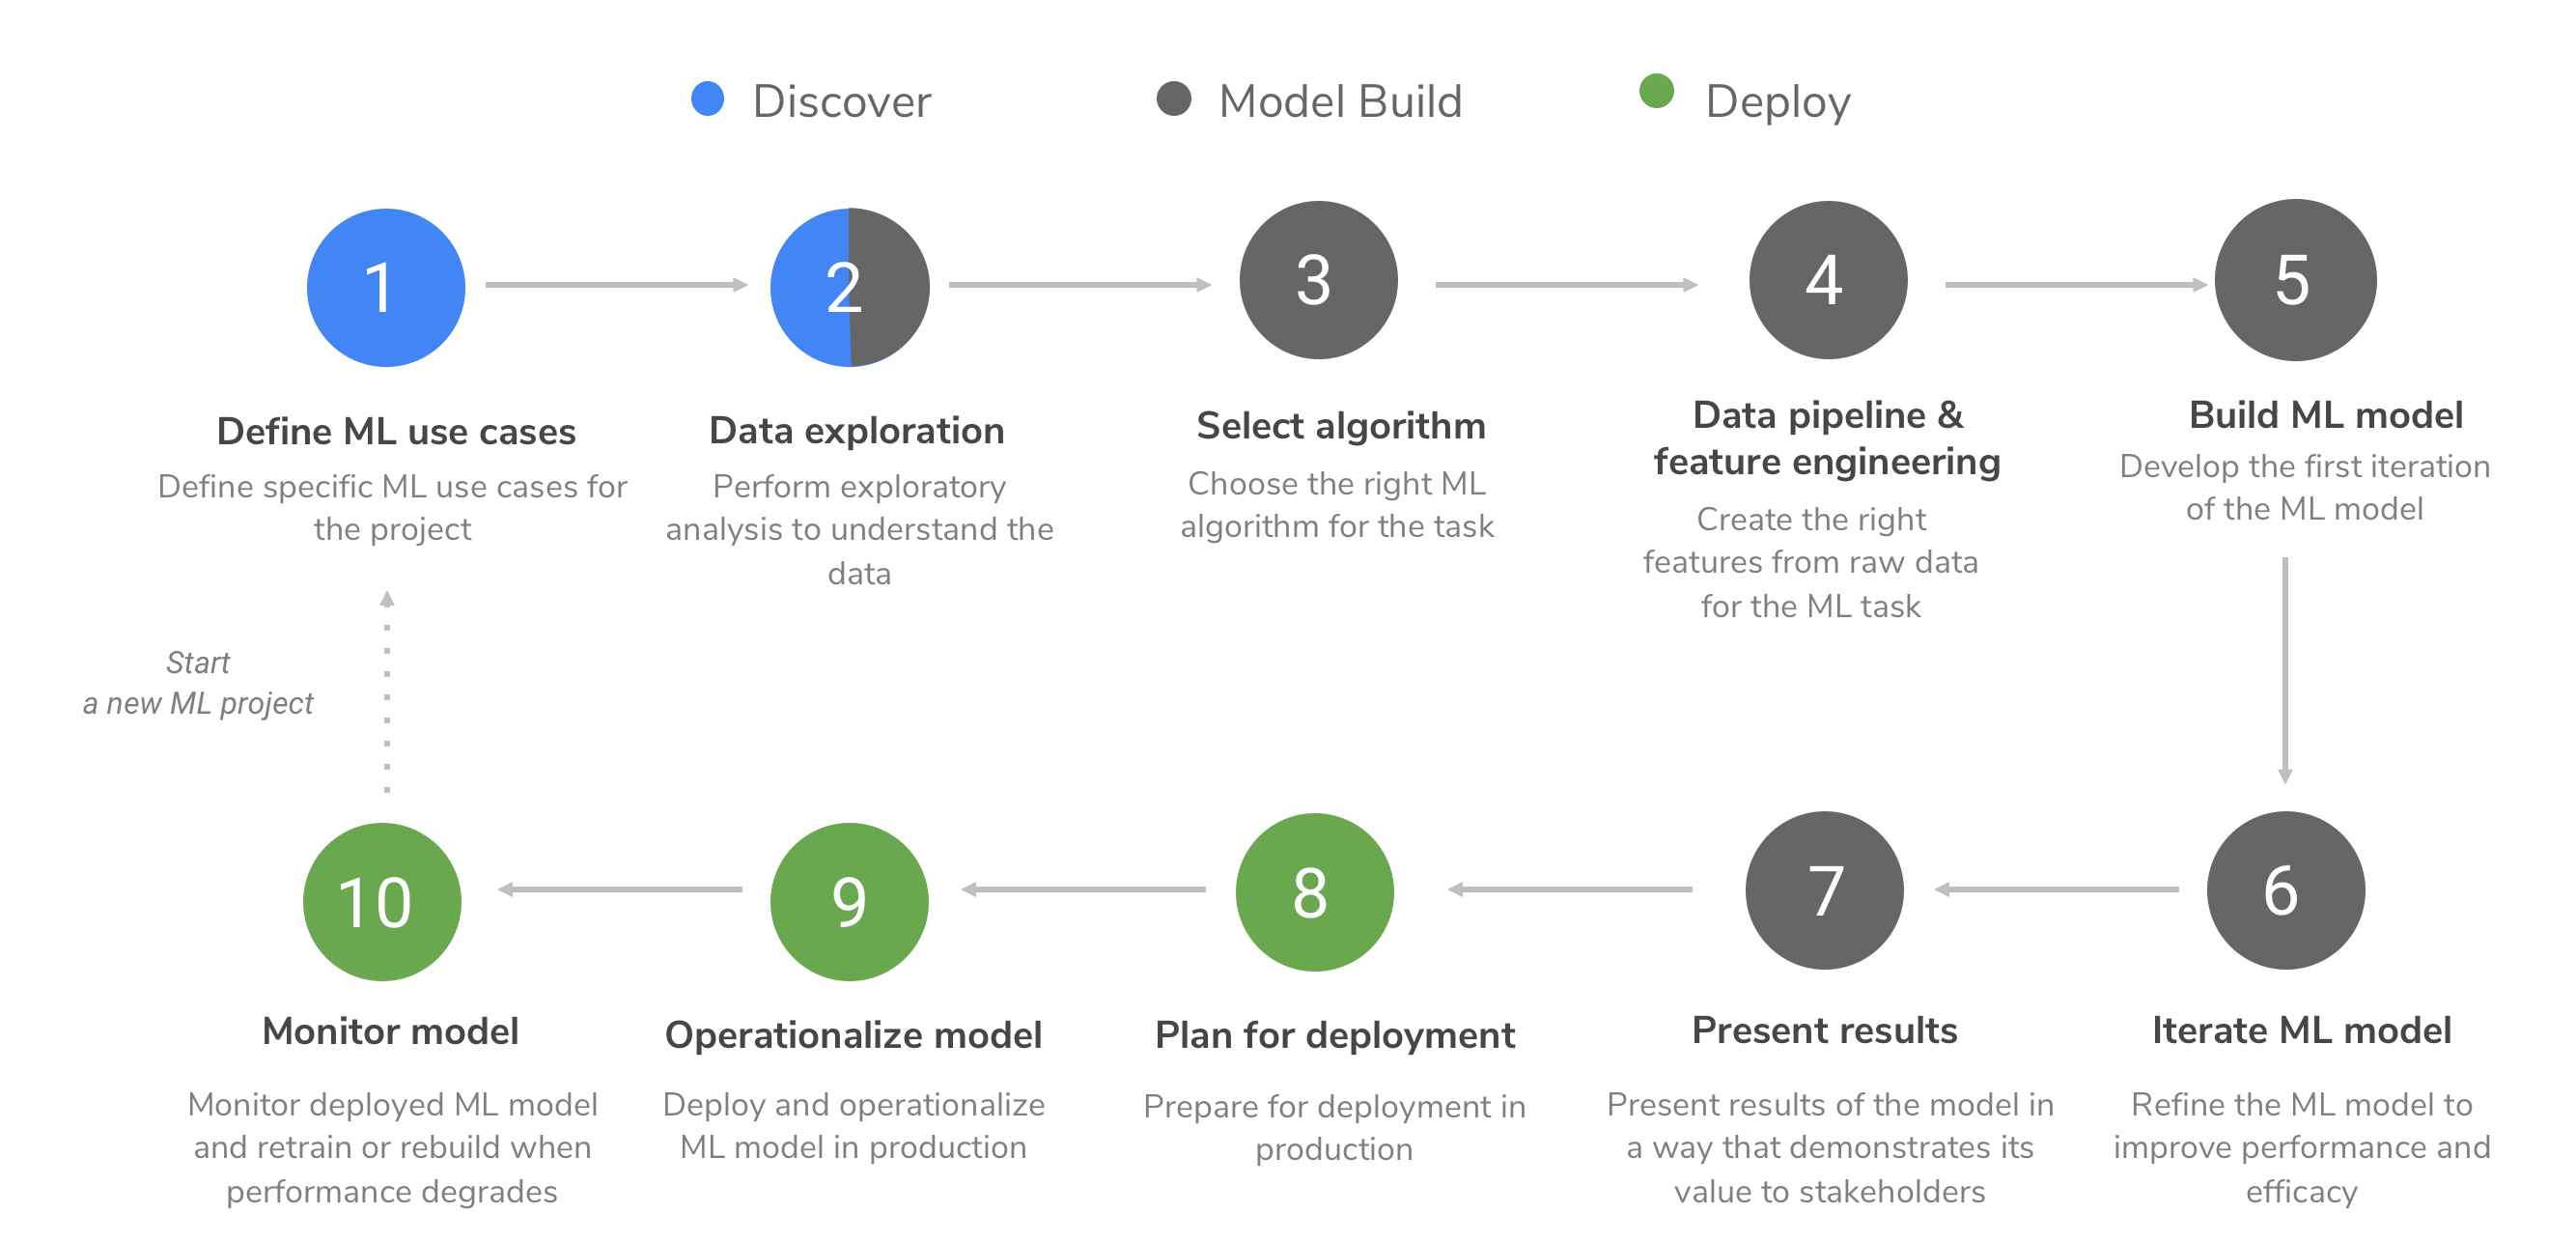 Discover
Model Build
Deploy
1
2
3
4
5
Define ML use cases
Define specific ML use cases for
the project
Data exploration
Perform exploratory
analysis to understand the
data
Select algorithm
Choose the right ML
algorithm for the task
Data pipeline &
feature engineering
Create the right
features from raw data
for the ML task
Build ML model
Develop the first iteration
of the ML model
Start
a new ML project
10
9
8
7
6
Monitor model
Monitor deployed ML model
and retrain or rebuild when
performance degrades
Operationalize model
Deploy and operationalize
ML model in production
Plan for deployment
Prepare for deployment in
production
Present results
Present results of the model in
a way that demonstrates its
value to stakeholders
Iterate ML model
Refine the ML model to
improve performance and
efficacy